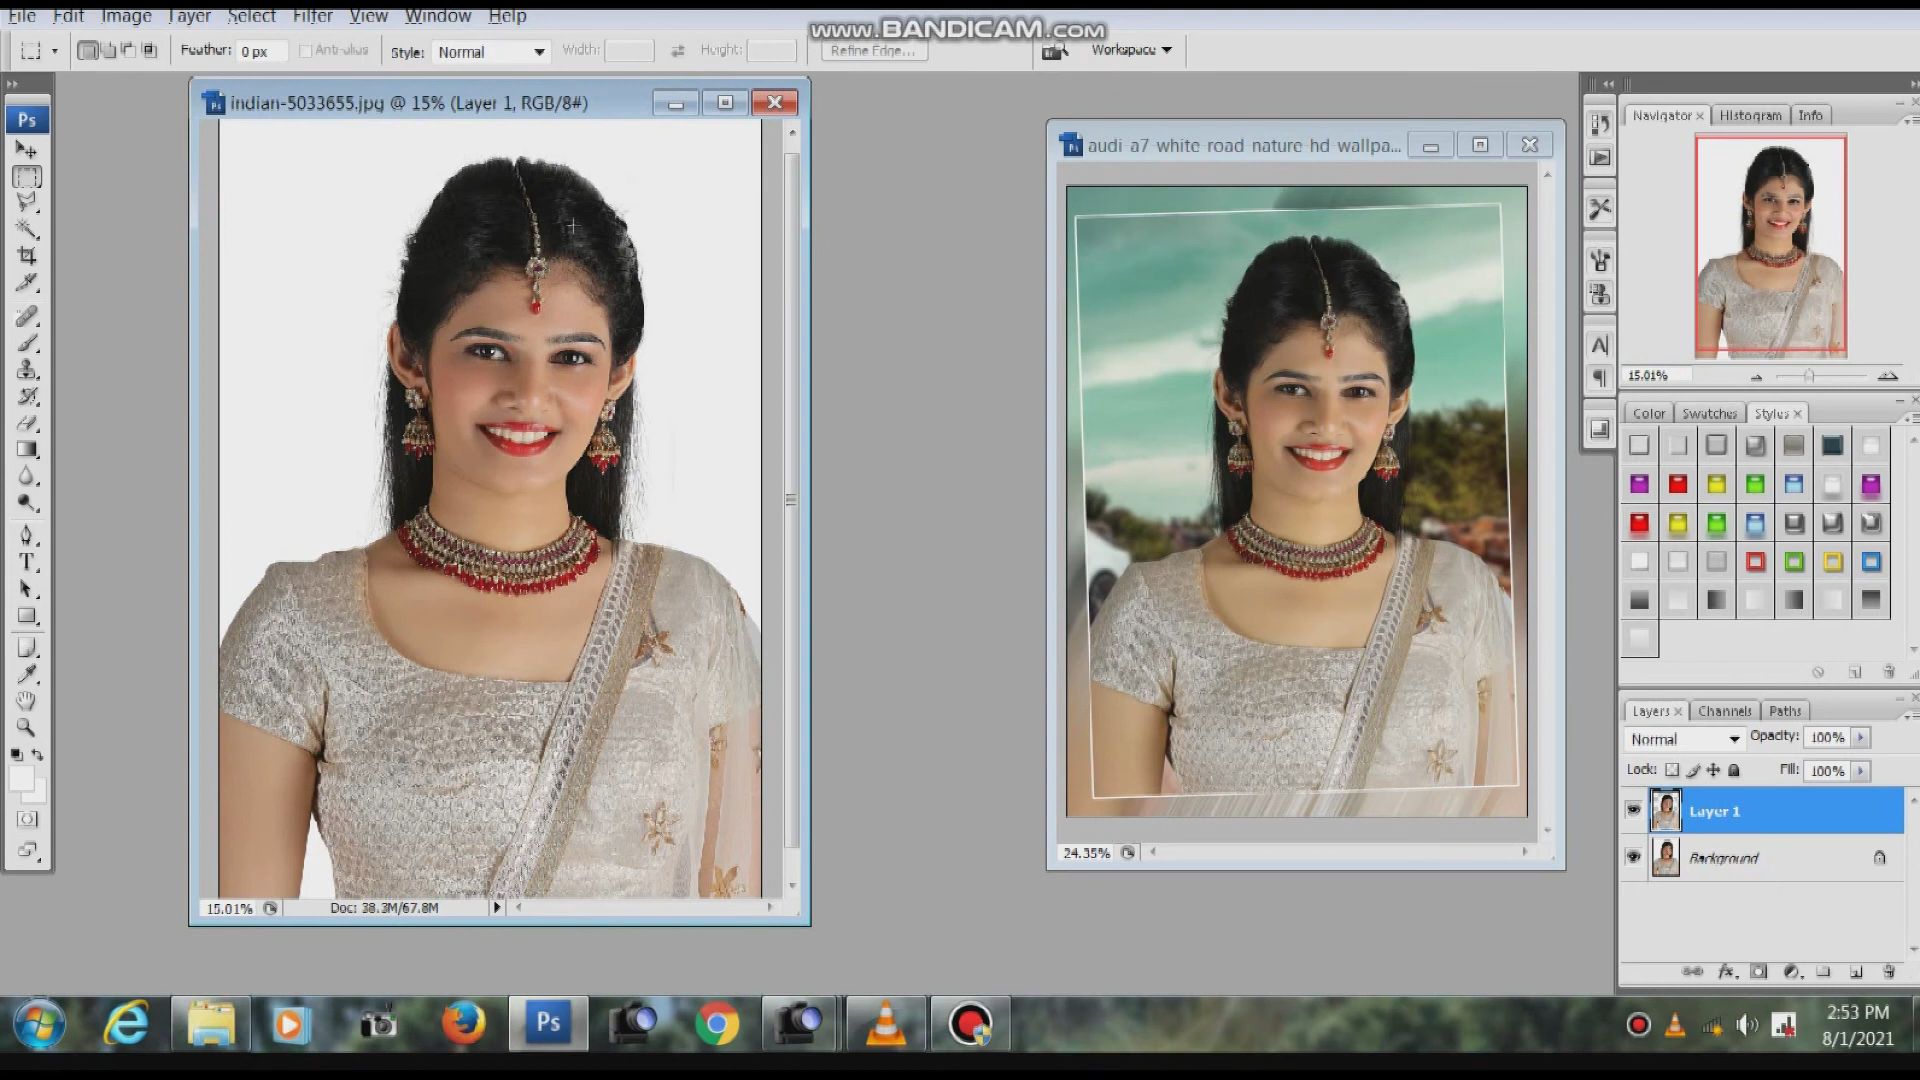 File Edit Image Layer Select Filter View Window Help
www.BANDICAM.com
Feather: 0 px Anti-alias Style: Normal Width: Height: Refine Edge... Workspace
indian-5033655.jpg @ 15% (Layer 1, RGB/8#)
audi-a7-white-road-nature-hd-wallpa...
Ps
Navigator Histogram Info
15.01%
Color Swatches Styles
Layers Channels Paths
Normal Opacity: 100%
Lock: Fill: 100%
Layer 1
Background
24.35%
15.01% Doc: 38.3M/67.8M
Ps
2:53 PM
8/1/2021